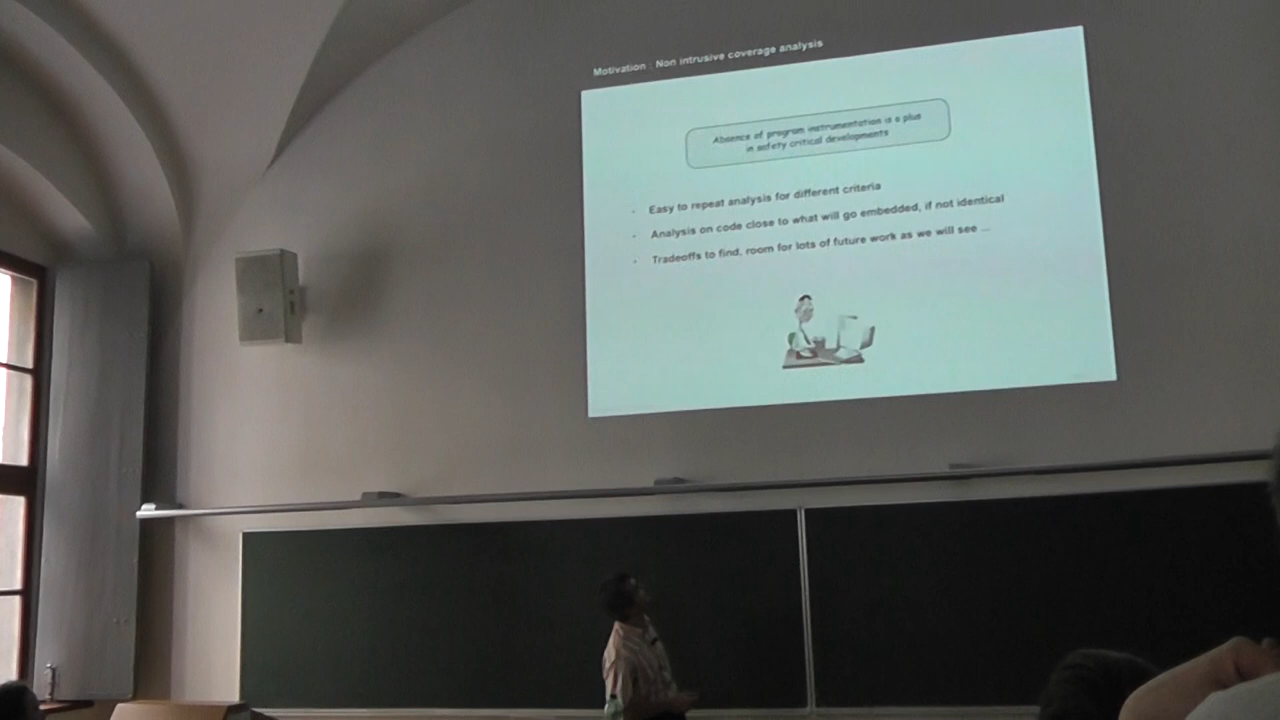 Motivation : Non intrusive coverage analysis
Absence of program instrumentation is a plus
in safety critical developments
- Easy to repeat analysis for different criteria
- Analysis on code close to what will go embedded, if not identical
- Tradeoffs to find, room for lots of future work as we will see ...